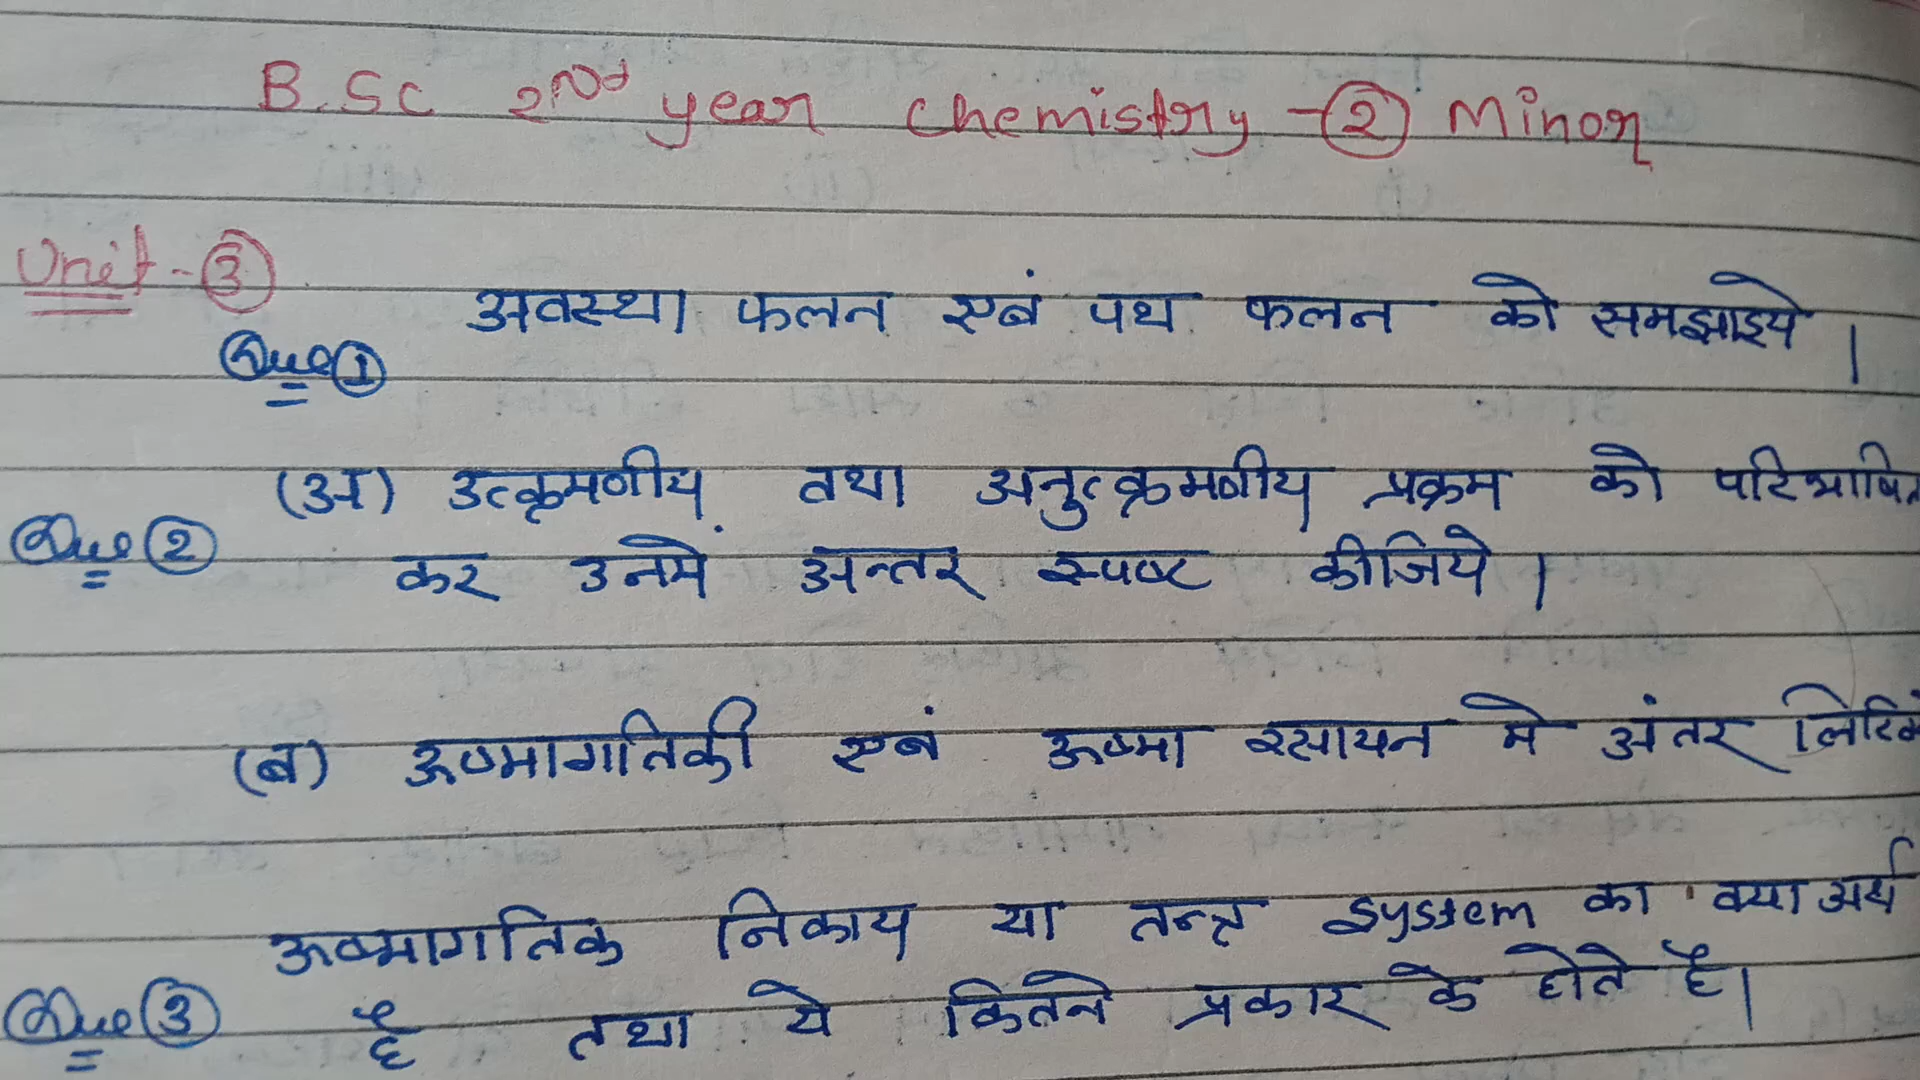 B.Sc 2nd year Chemistry -② Minor
Unit-③
अवस्था फलन एवं पथ फलन को समझाइये।
Que①
(अ) उत्क्रमणीय तथा अनुत्क्रमणीय प्रक्रम को परिभाषित
Que②
कर उनमें अन्तर स्पष्ट कीजिये।
(ब) ऊष्मागतिकी एवं ऊष्मा रसायन मे अंतर
ऊष्मागतिक निकाय या तन्त्र system का क्या अर्थ
Que③
है तथा ये कितने प्रकार के होते है।